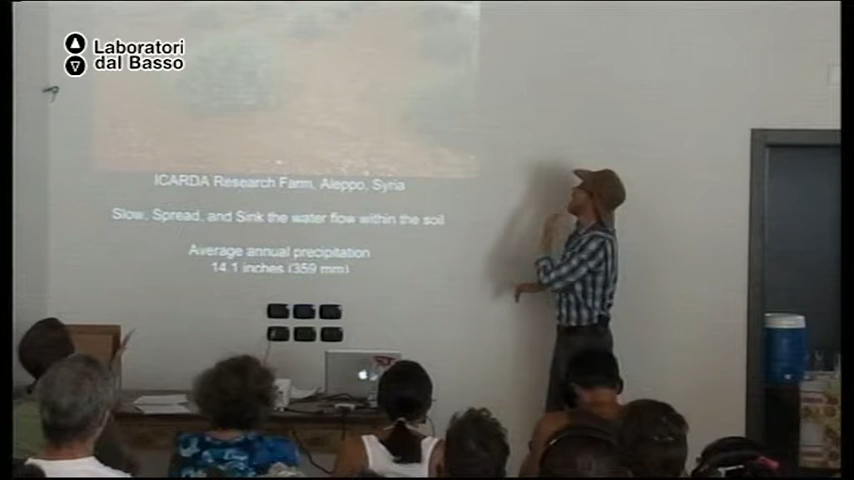 Laboratori
dal Basso
ICARDA Research Farm, Aleppo, Syria
Slow, Spread, and Sink the water flow within the soil
Average annual precipitation
14.1 inches (359 mm)